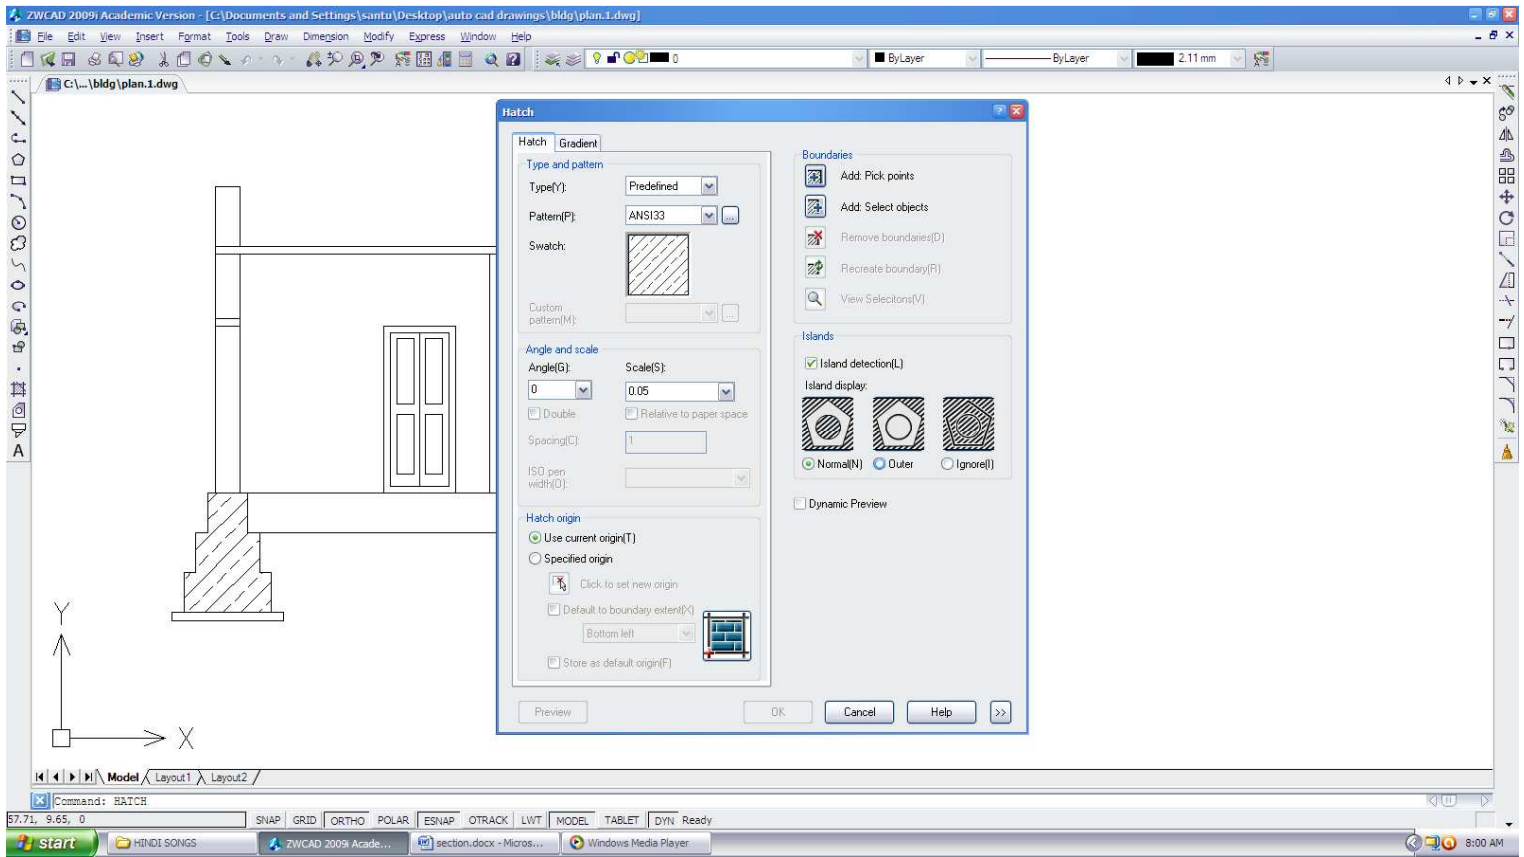 ZWCAD 2009i Academic Version - [C:\Documents and Settings\santu\Desktop\auto cad drawings\bldg\plan.1.dwg]
File Edit View Insert Format Tools Draw Dimension Modify Express Window Help
0 ByLayer ByLayer 2.11 mm
C:\...\bldg\plan.1.dwg
Hatch
Hatch Gradient
Type and pattern
Type(Y): Predefined
Pattern(P): ANSI33 ...
Swatch:
Custom
pattern(M): ...
Angle and scale
Angle(G): Scale(S):
0 0.05
Double Relative to paper space
Spacing(C): 1
ISO pen
width(O):
Hatch origin
Use current origin(T)
Specified origin
Click to set new origin
Default to boundary extent(X)
Bottom left
Store as default origin(F)
Boundaries
Add: Pick points
Add: Select objects
Remove boundaries(D)
Recreate boundary(R)
View Selecitons(V)
Islands
Island detection(L)
Island display:
Normal(N) Outer Ignore(I)
Dynamic Preview
Preview OK Cancel Help >>
Y
X
A
Model Layout1 Layout2
Command: HATCH
57.71, 9.65, 0 SNAP GRID ORTHO POLAR ESNAP OTRACK LWT MODEL TABLET DYN Ready
start HINDI SONGS ZWCAD 2009i Acade... section.docx - Micros... Windows Media Player 8:00 AM